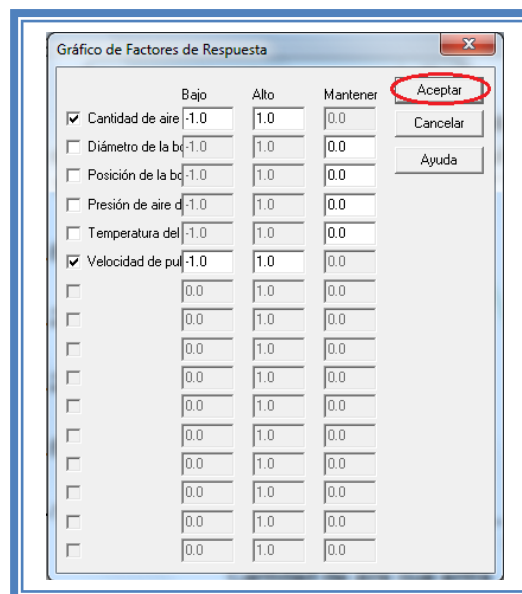 Gráfico de Factores de Respuesta
x
Bajo Alto Mantener Aceptar
Cantidad de aire -1.0 1.0 0.0 Cancelar
Diámetro de la bo -1.0 1.0 0.0
Ayuda
Posición de la bo -1.0 1.0 0.0
Presión de aire d -1.0 1.0 0.0
Temperatura del -1.0 1.0 0.0
Velocidad de pul -1.0 1.0 0.0
0.0 1.0 0.0
0.0 1.0 0.0
0.0 1.0 0.0
0.0 1.0 0.0
0.0 1.0 0.0
0.0 1.0 0.0
0.0 1.0 0.0
0.0 1.0 0.0
0.0 1.0 0.0
0.0 1.0 0.0